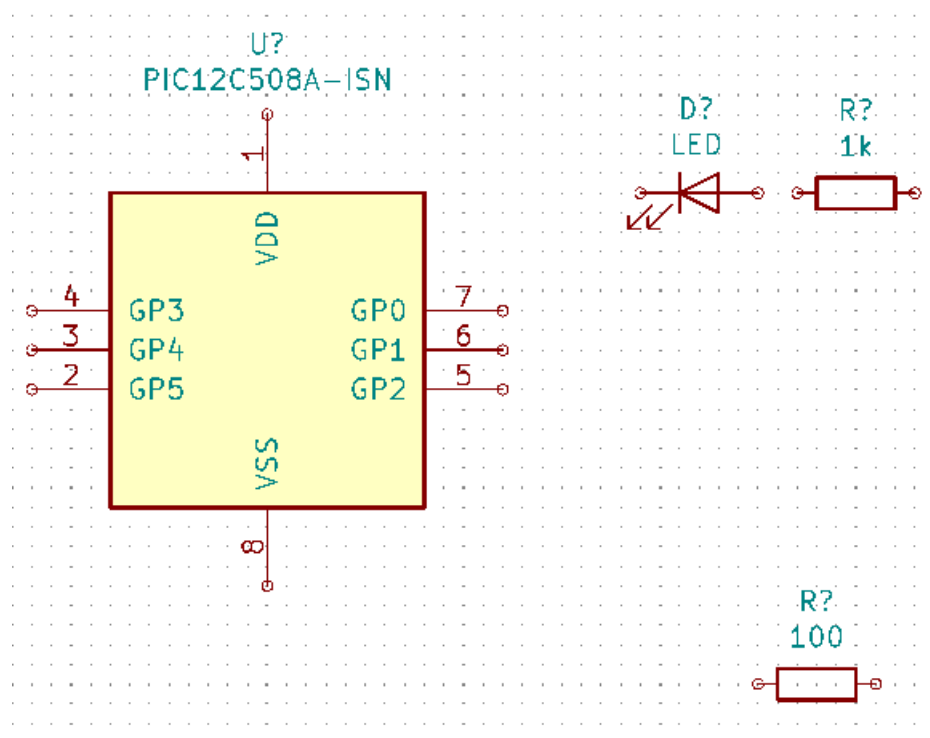 U?
PIC12C508A-ISN
D?
LED
R?
1k
1
VDD
4
GP3
GP0
7
3
GP4
GP1
6
2
GP5
GP2
5
VSS
8
R?
100